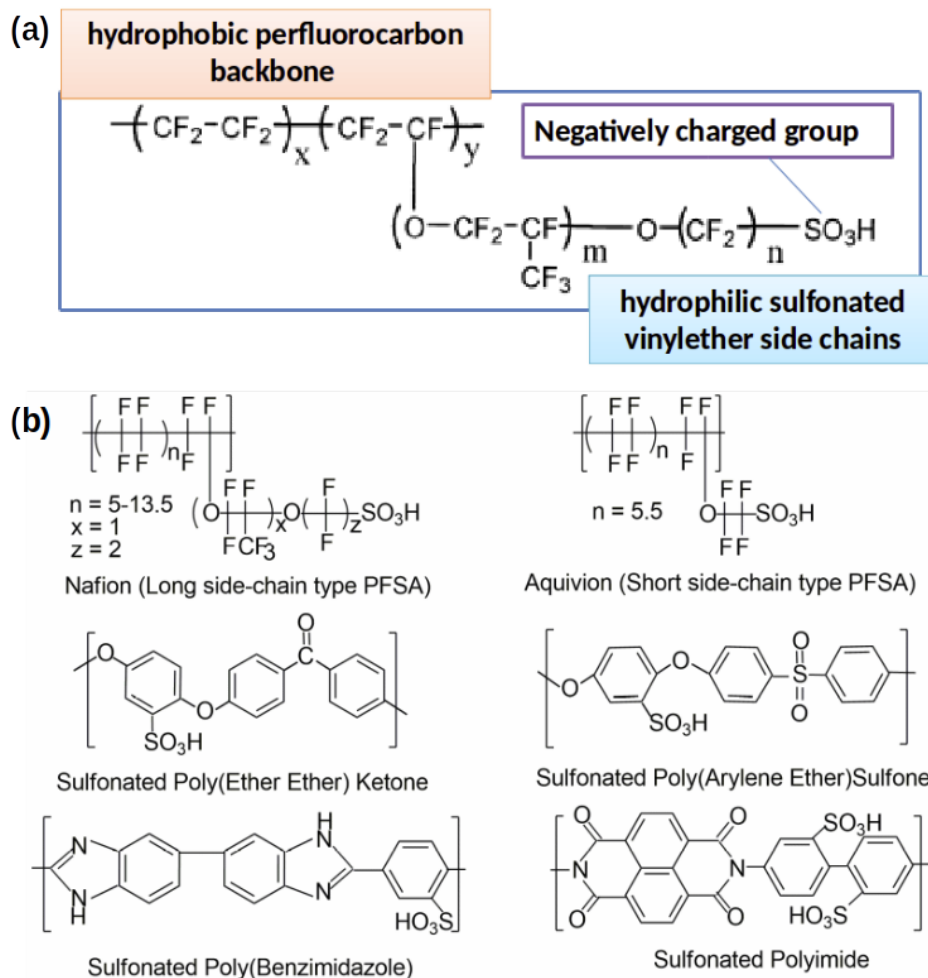 (a)
hydrophobic perfluorocarbon
backbone
(CF2-CF2)x(CF2-CF)y
Negatively charged group
(O-CF2-CF)m-O-(CF2)n-SO3H
CF3
hydrophilic sulfonated
vinylether side chains
(b)
F F F F
n
F F F
n = 5-13.5
x = 1
z = 2
F F F
(O )xO( )z SO3H
F CF3 F
Nafion (Long side-chain type PFSA)
F F F F
n
F F F
n = 5.5
F F
O SO3H
F F
Aquivion (Short side-chain type PFSA)
O
C
O
O
SO3H
Sulfonated Poly(Ether Ether) Ketone
O
O
S
O
O
SO3H
Sulfonated Poly(Arylene Ether)Sulfone
H
N
N
N
H
N
HO3S
Sulfonated Poly(Benzimidazole)
O O
SO3H
N N
O O
HO3S
Sulfonated Polyimide